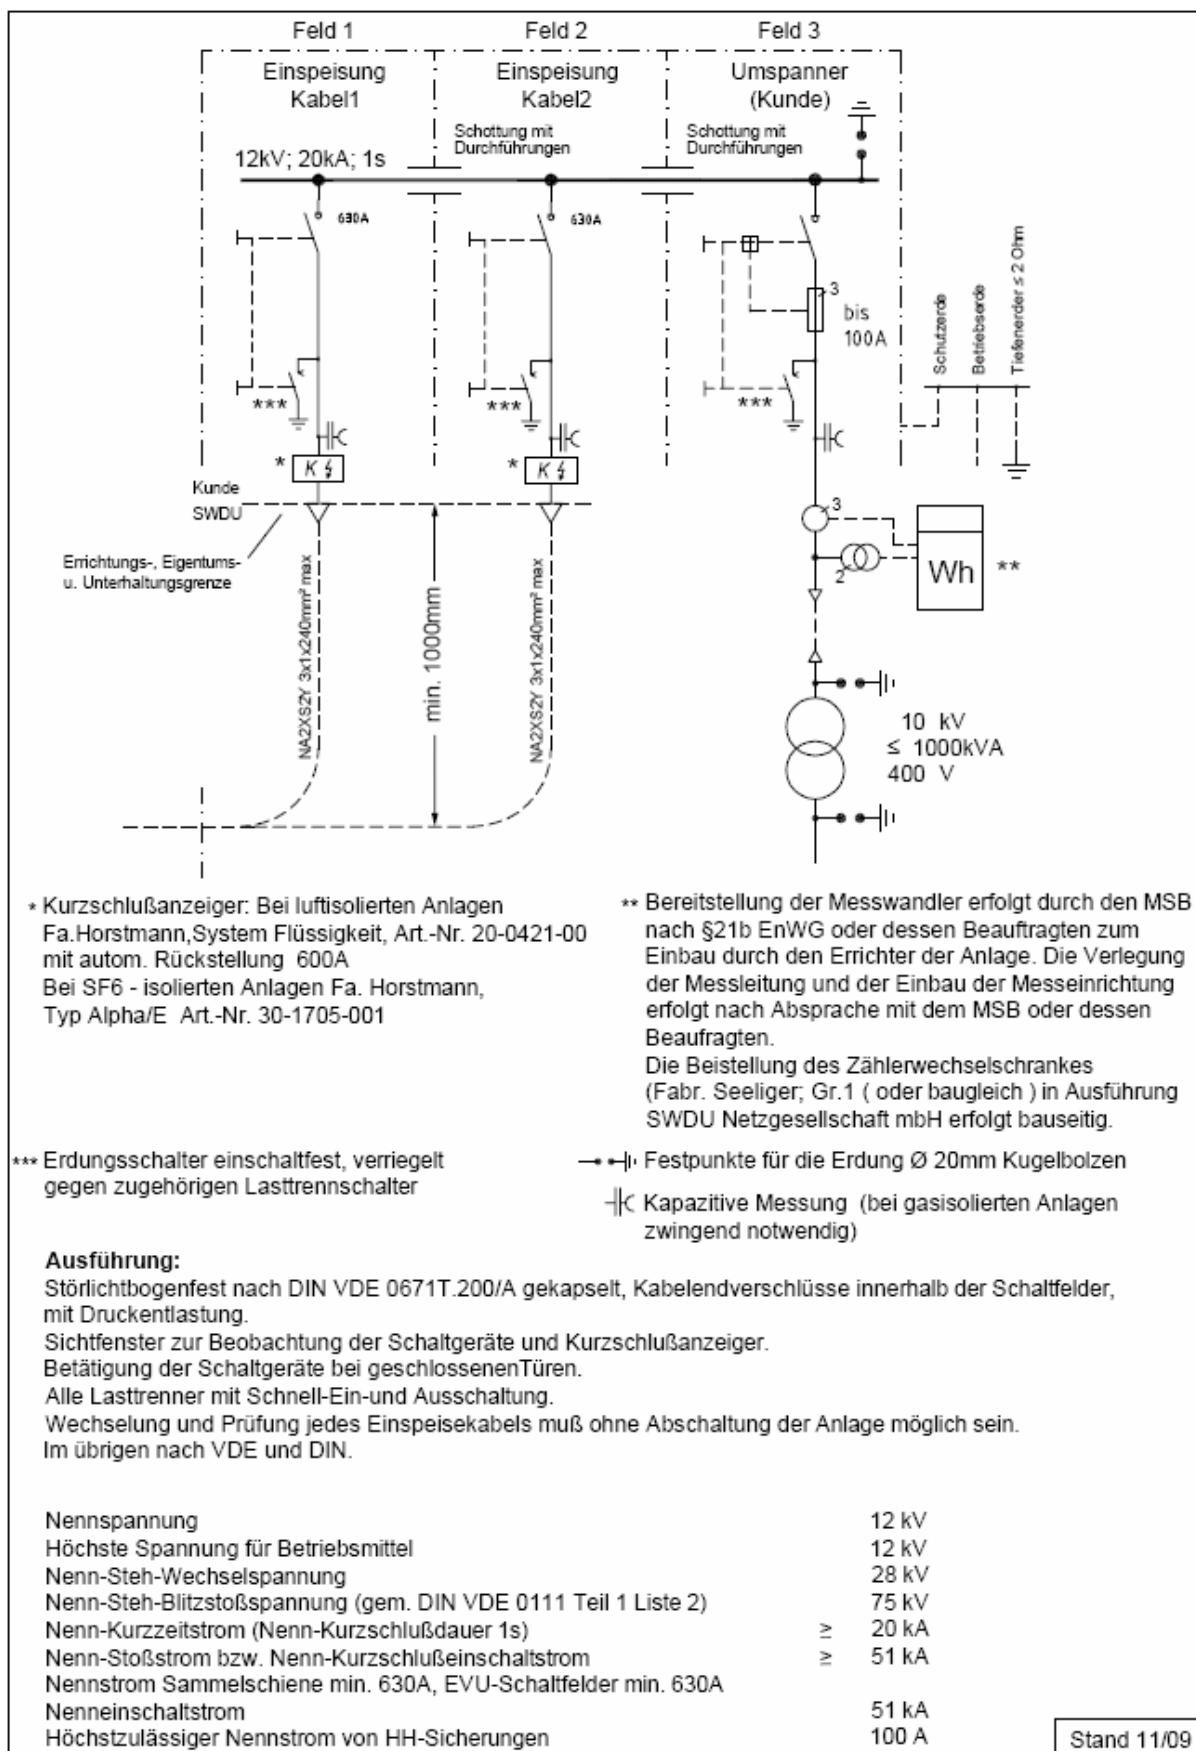 Feld 1
Feld 2
Feld 3
Einspeisung
Kabel1
Einspeisung
Kabel2
Umspanner
(Kunde)
Schottung mit
Durchführungen
Schottung mit
Durchführungen
12kV; 20kA; 1s
630A
630A
3
bis
100A
Schutzerde
Betriebserde
Tiefenerder ≤ 2 Ohm
***
***
***
* K
* K
Kunde
SWDU
Errichtungs-, Eigentums-
u. Unterhaltungsgrenze
NA2XS2Y 3x1x240mm² max
min. 1000mm
NA2XS2Y 3x1x240mm² max
3
2
Wh **
10 kV
≤ 1000kVA
400 V
* Kurzschlußanzeiger: Bei luftisolierten Anlagen
Fa.Horstmann,System Flüssigkeit, Art.-Nr. 20-0421-00
mit autom. Rückstellung 600A
Bei SF6 - isolierten Anlagen Fa. Horstmann,
Typ Alpha/E Art.-Nr. 30-1705-001
** Bereitstellung der Messwandler erfolgt durch den MSB
nach §21b EnWG oder dessen Beauftragten zum
Einbau durch den Errichter der Anlage. Die Verlegung
der Messleitung und der Einbau der Messeinrichtung
erfolgt nach Absprache mit dem MSB oder dessen
Beaufragten.
Die Beistellung des Zählerwechselschrankes
(Fabr. Seeliger; Gr.1 ( oder baugleich ) in Ausführung
SWDU Netzgesellschaft mbH erfolgt bauseitig.
*** Erdungsschalter einschaltfest, verriegelt
gegen zugehörigen Lasttrennschalter
Festpunkte für die Erdung Ø 20mm Kugelbolzen
Kapazitive Messung (bei gasisolierten Anlagen
zwingend notwendig)
Ausführung:
Störlichtbogenfest nach DIN VDE 0671T.200/A gekapselt, Kabelendverschlüsse innerhalb der Schaltfelder,
mit Druckentlastung.
Sichtfenster zur Beobachtung der Schaltgeräte und Kurzschlußanzeiger.
Betätigung der Schaltgeräte bei geschlossenenTüren.
Alle Lasttrenner mit Schnell-Ein-und Ausschaltung.
Wechselung und Prüfung jedes Einspeisekabels muß ohne Abschaltung der Anlage möglich sein.
Im übrigen nach VDE und DIN.
Nennspannung 12 kV
Höchste Spannung für Betriebsmittel 12 kV
Nenn-Steh-Wechselspannung 28 kV
Nenn-Steh-Blitzstoßspannung (gem. DIN VDE 0111 Teil 1 Liste 2) 75 kV
Nenn-Kurzzeitstrom (Nenn-Kurzschlußdauer 1s) ≥ 20 kA
Nenn-Stoßstrom bzw. Nenn-Kurzschlußeinschaltstrom ≥ 51 kA
Nennstrom Sammelschiene min. 630A, EVU-Schaltfelder min. 630A
Nenneinschaltstrom 51 kA
Höchstzulässiger Nennstrom von HH-Sicherungen 100 A
Stand 11/09